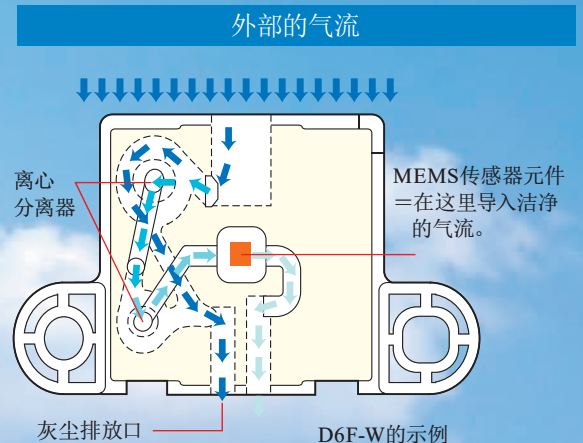 外部的气流
离心
分离器
MEMS传感器元件
＝在这里导入洁净
的气流。
灰尘排放口
D6F-W的示例